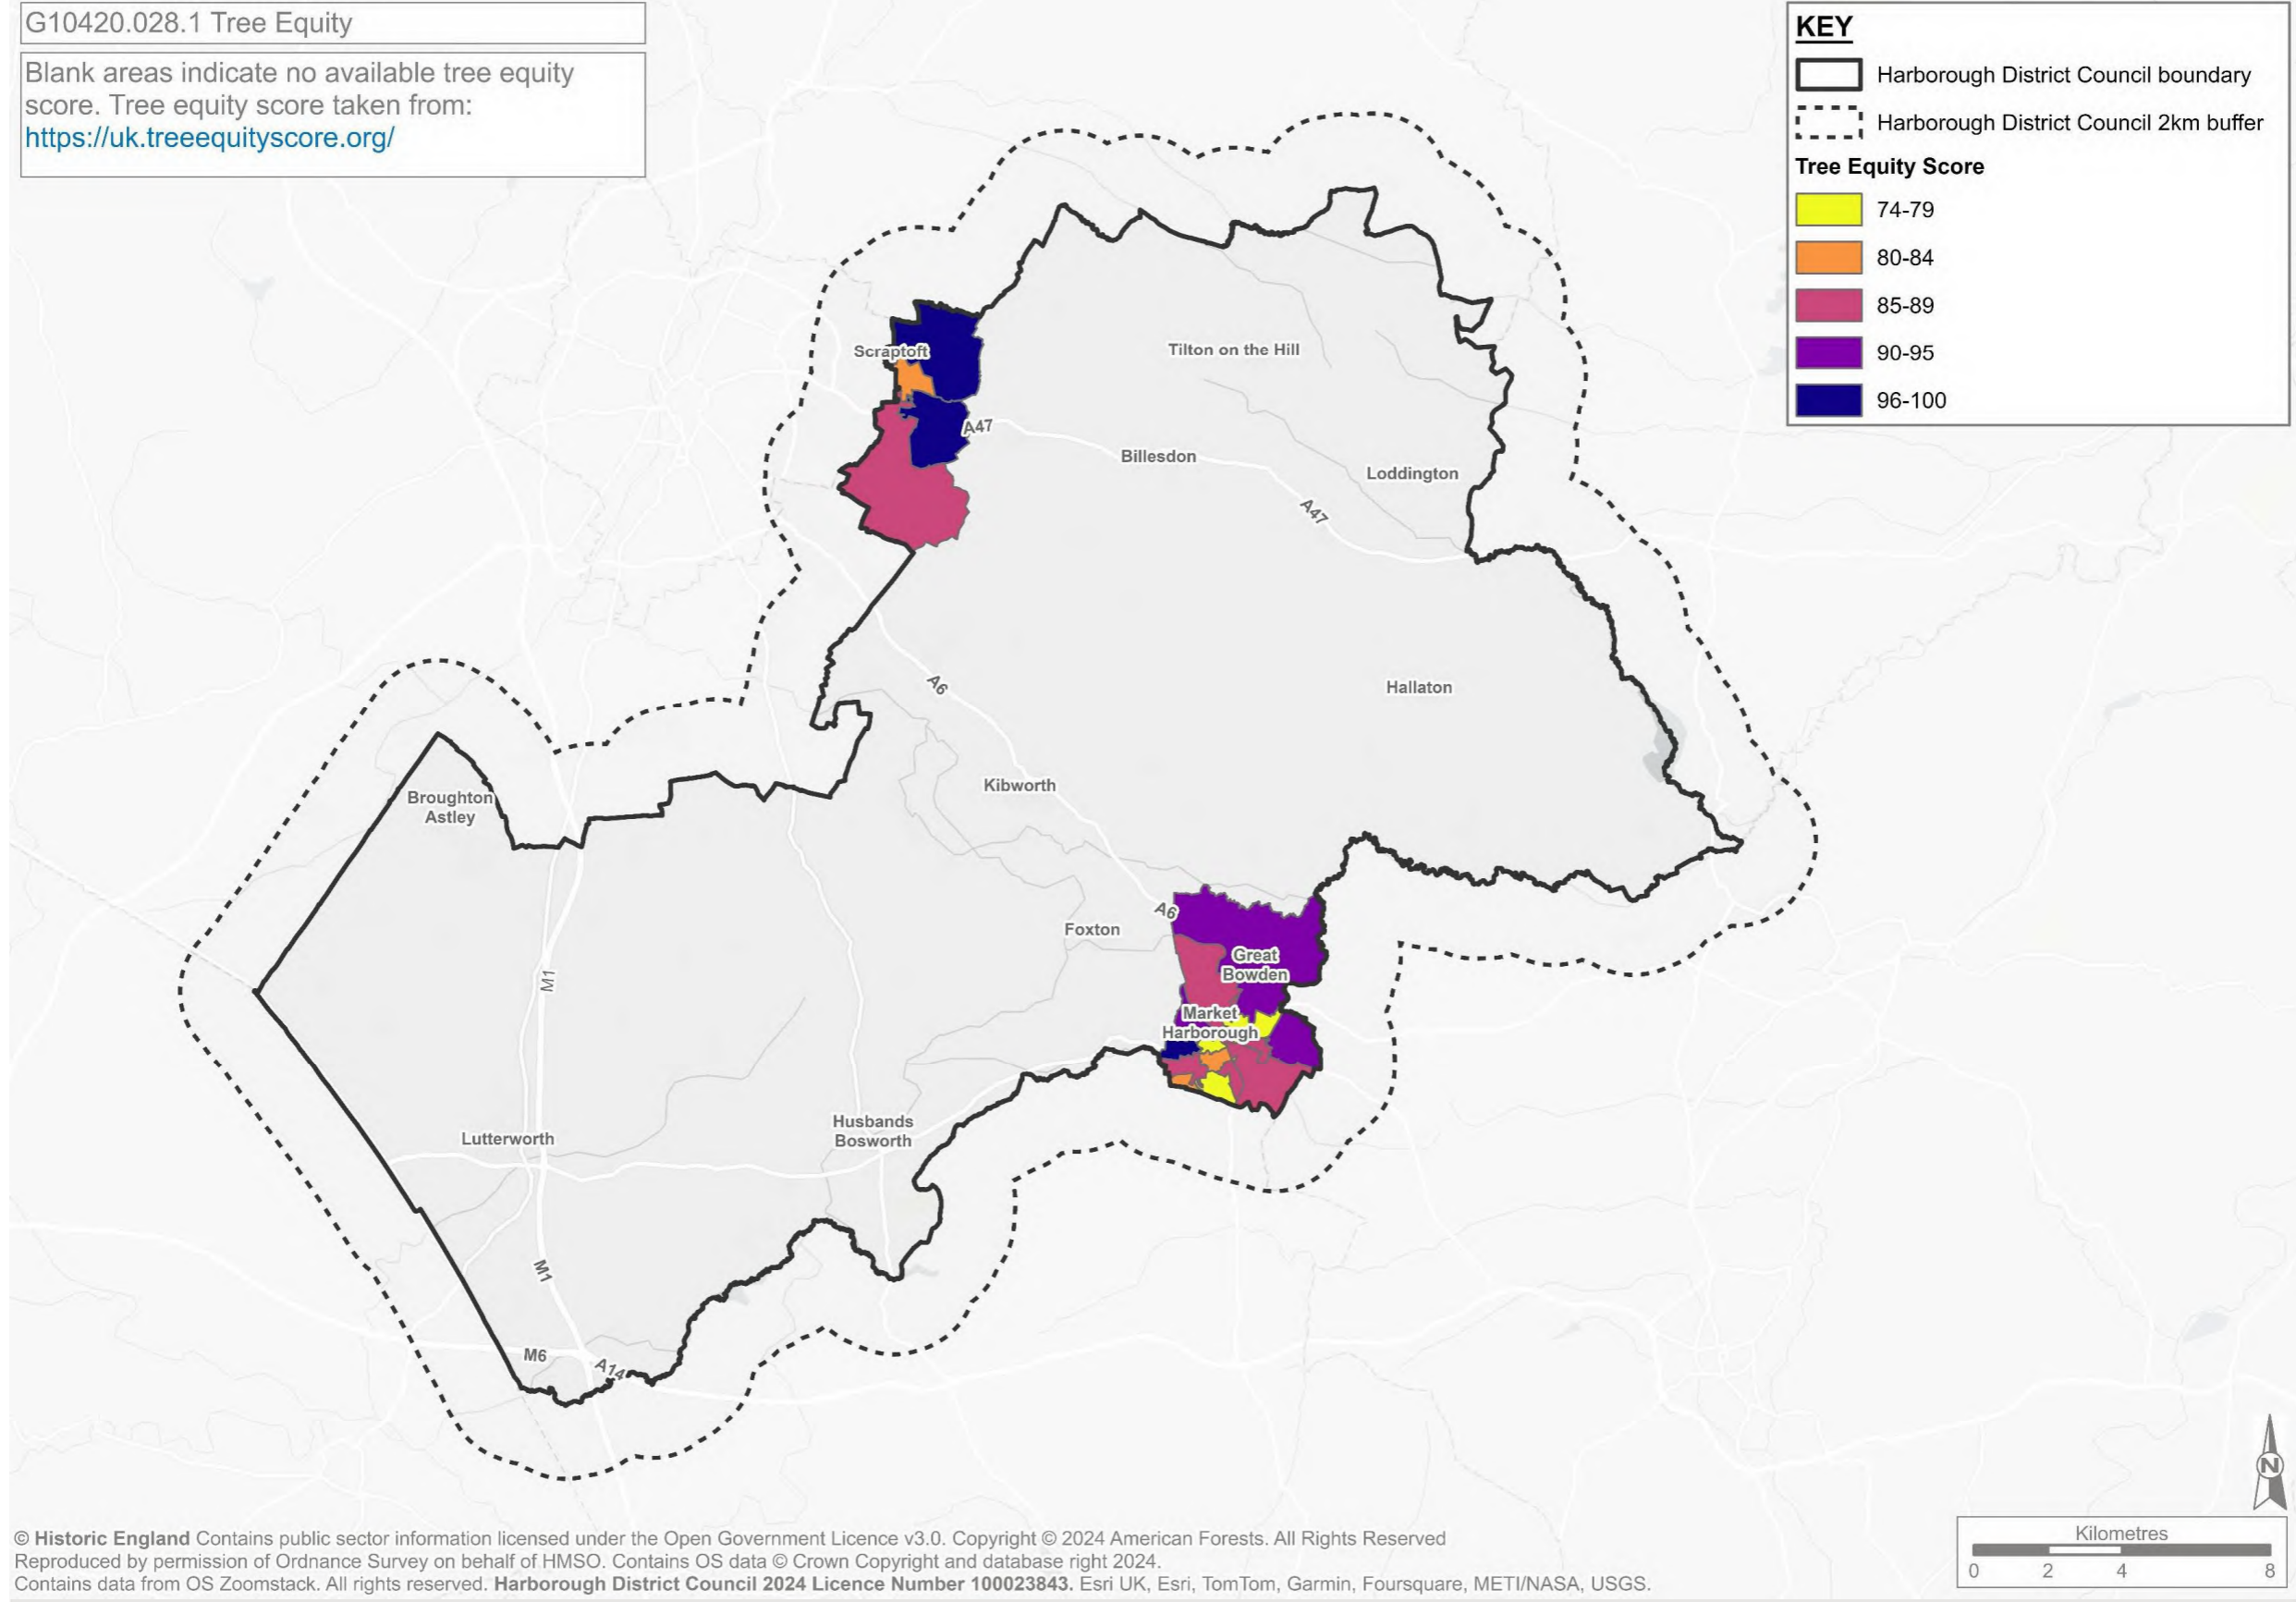 G10420.028.1 Tree Equity
Blank areas indicate no available tree equity
score. Tree equity score taken from:
https://uk.treeequityscore.org/
KEY
Harborough District Council boundary
Harborough District Council 2km buffer
Tree Equity Score
74-79
80-84
85-89
90-95
96-100
Scraptoft
Tilton on the Hill
A47
Billesdon
Loddington
A47
A6
Hallaton
Kibworth
Broughton
Astley
A6
Foxton
Great
Bowden
M1
Market
Harborough
Husbands
Bosworth
Lutterworth
M1
M6
A14
N
Kilometres
0 2 4 8
© Historic England Contains public sector information licensed under the Open Government Licence v3.0. Copyright © 2024 American Forests. All Rights Reserved
Reproduced by permission of Ordnance Survey on behalf of HMSO. Contains OS data © Crown Copyright and database right 2024.
Contains data from OS Zoomstack. All rights reserved. Harborough District Council 2024 Licence Number 100023843. Esri UK, Esri, TomTom, Garmin, Foursquare, METI/NASA, USGS.